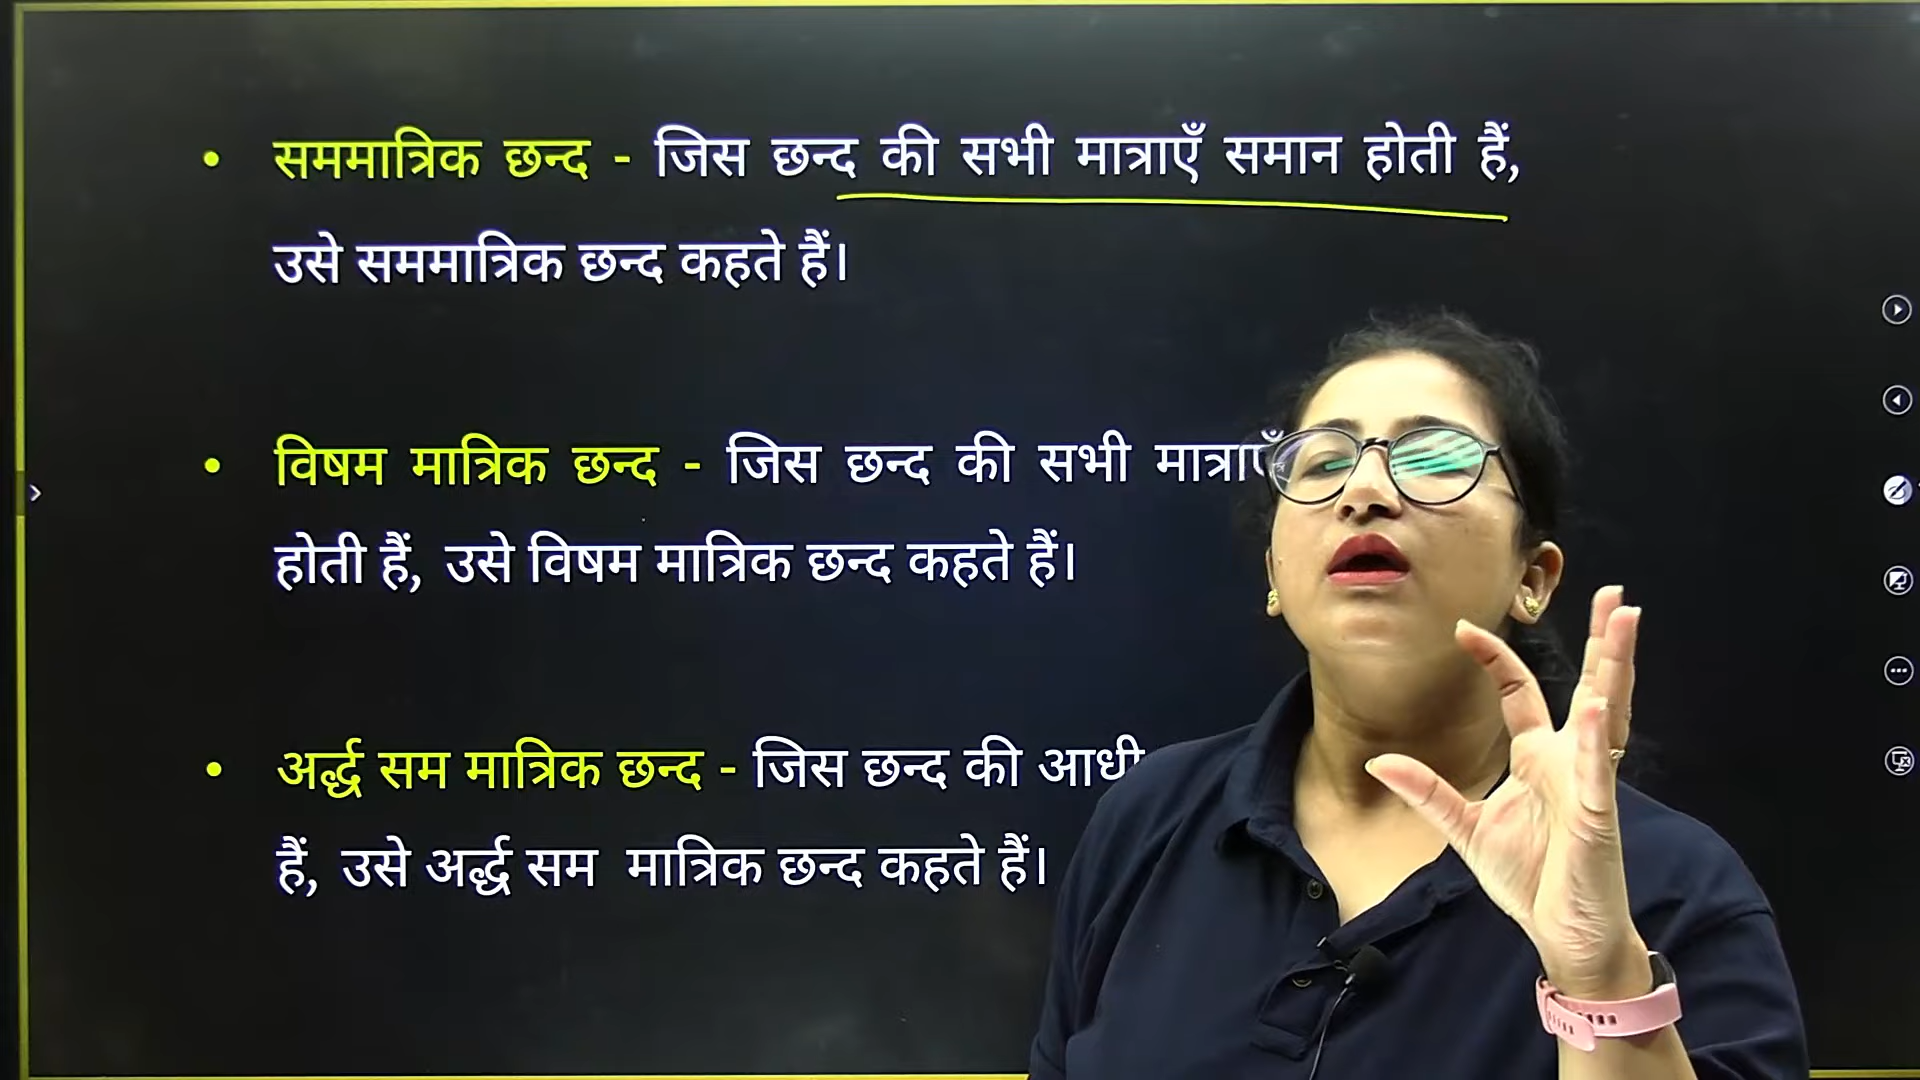 • सममात्रिक छन्द - जिस छन्द की सभी मात्राएँ समान होती हैं,
उसे सममात्रिक छन्द कहते हैं।
• विषम मात्रिक छन्द - जिस छन्द की सभी मात्राएँ
होती हैं, उसे विषम मात्रिक छन्द कहते हैं।
• अर्द्ध सम मात्रिक छन्द - जिस छन्द की आधी
हैं, उसे अर्द्ध सम मात्रिक छन्द कहते हैं।